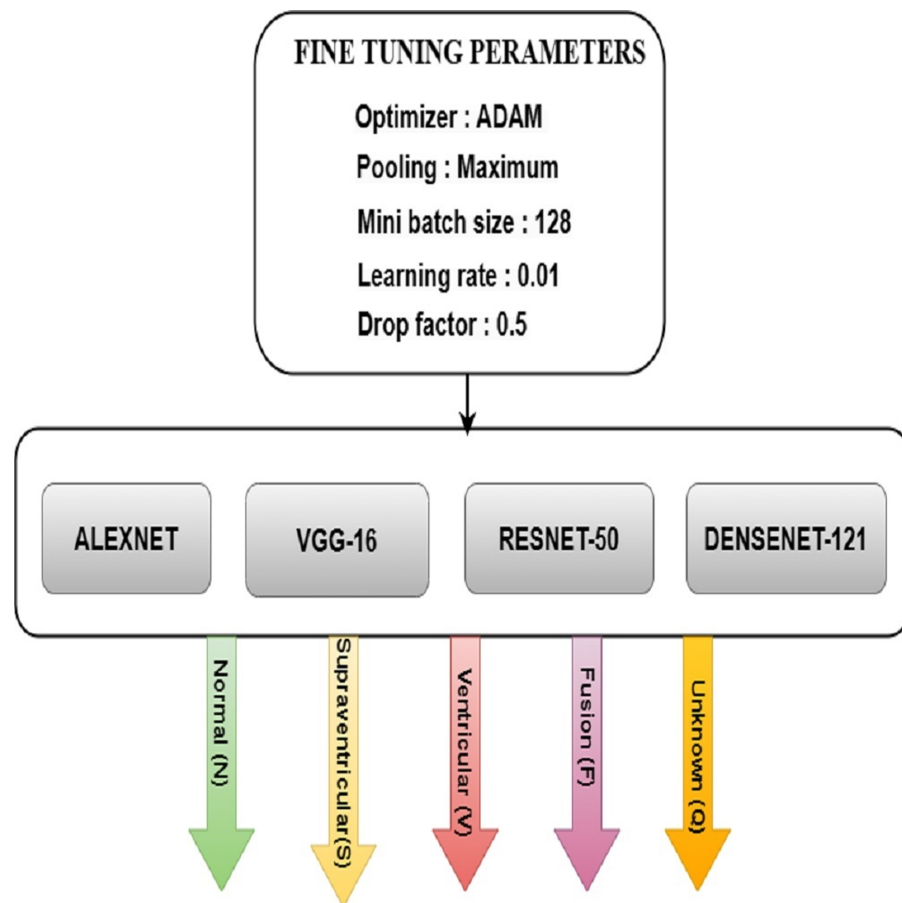 FINE TUNING PERAMETERS
Optimizer : ADAM
Pooling : Maximum
Mini batch size : 128
Learning rate : 0.01
Drop factor : 0.5
ALEXNET
VGG-16
RESNET-50
DENSENET-121
Normal (N)
Supraventricular(S)
Ventricular (V)
Fusion (F)
Unknown (Q)